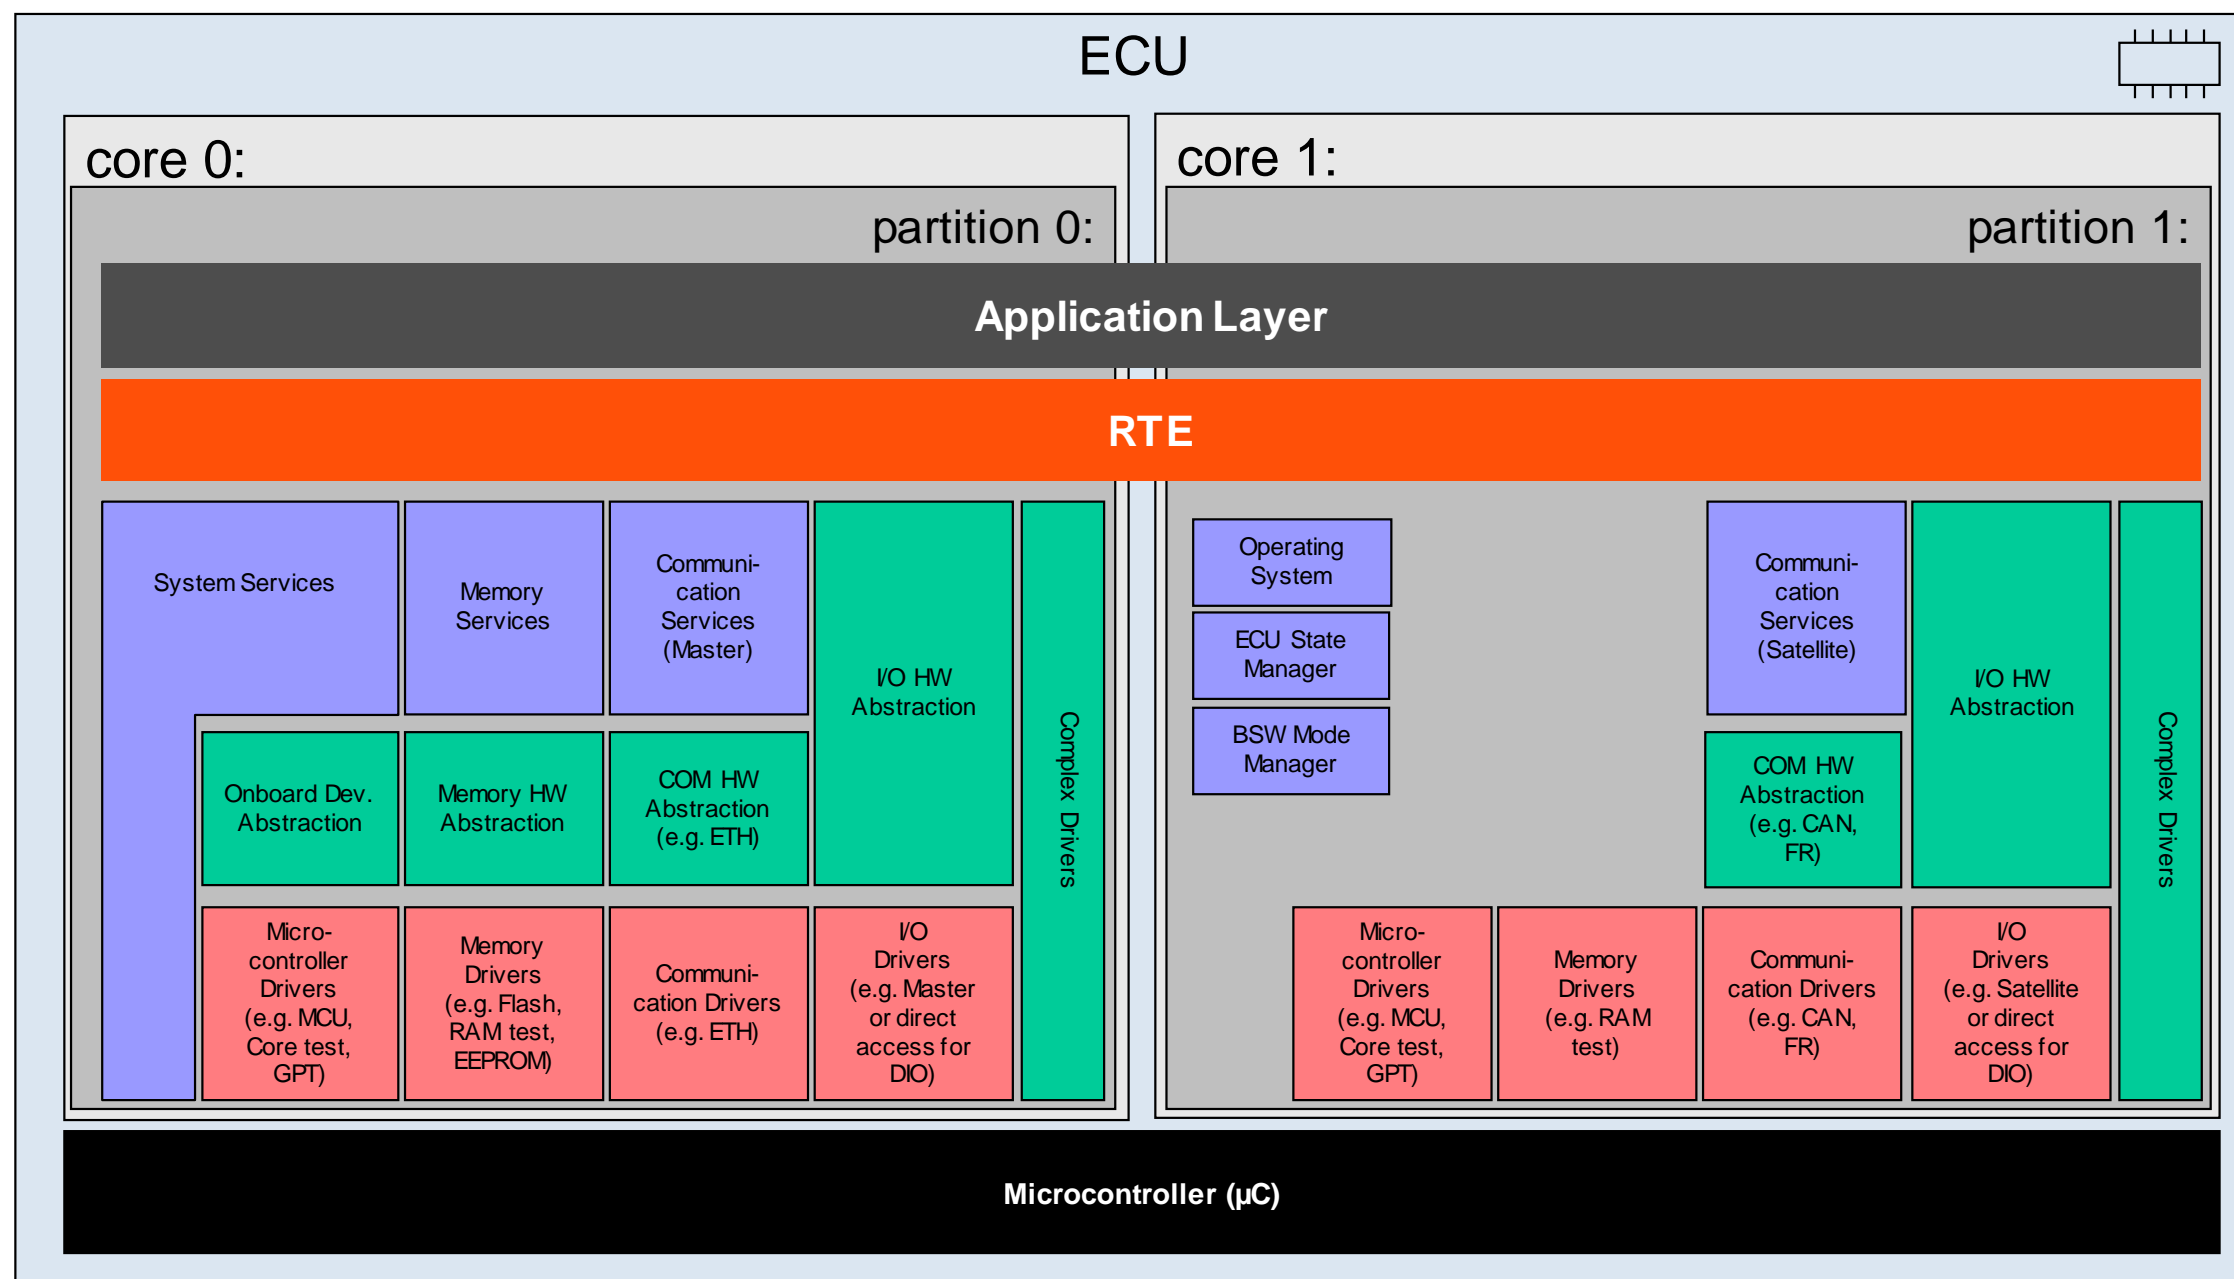 ECU
core 0:
partition 0:
core 1:
partition 1:
Application Layer
RTE
System Services
Memory
Services
Communi-
cation
Services
(Master)
I/O HW
Abstraction
Complex Drivers
Onboard Dev.
Abstraction
Memory HW
Abstraction
COM HW
Abstraction
(e.g. ETH)
Micro-
controller
Drivers
(e.g. MCU,
Core test,
GPT)
Memory
Drivers
(e.g. Flash,
RAM test,
EEPROM)
Communi-
cation Drivers
(e.g. ETH)
I/O
Drivers
(e.g. Master
or direct
access for
DIO)
Operating
System
ECU State
Manager
BSW Mode
Manager
Communi-
cation
Services
(Satellite)
I/O HW
Abstraction
Complex Drivers
COM HW
Abstraction
(e.g. CAN,
FR)
Micro-
controller
Drivers
(e.g. MCU,
Core test,
GPT)
Memory
Drivers
(e.g. RAM
test)
Communi-
cation Drivers
(e.g. CAN,
FR)
I/O
Drivers
(e.g. Satellite
or direct
access for
DIO)
Microcontroller (µC)